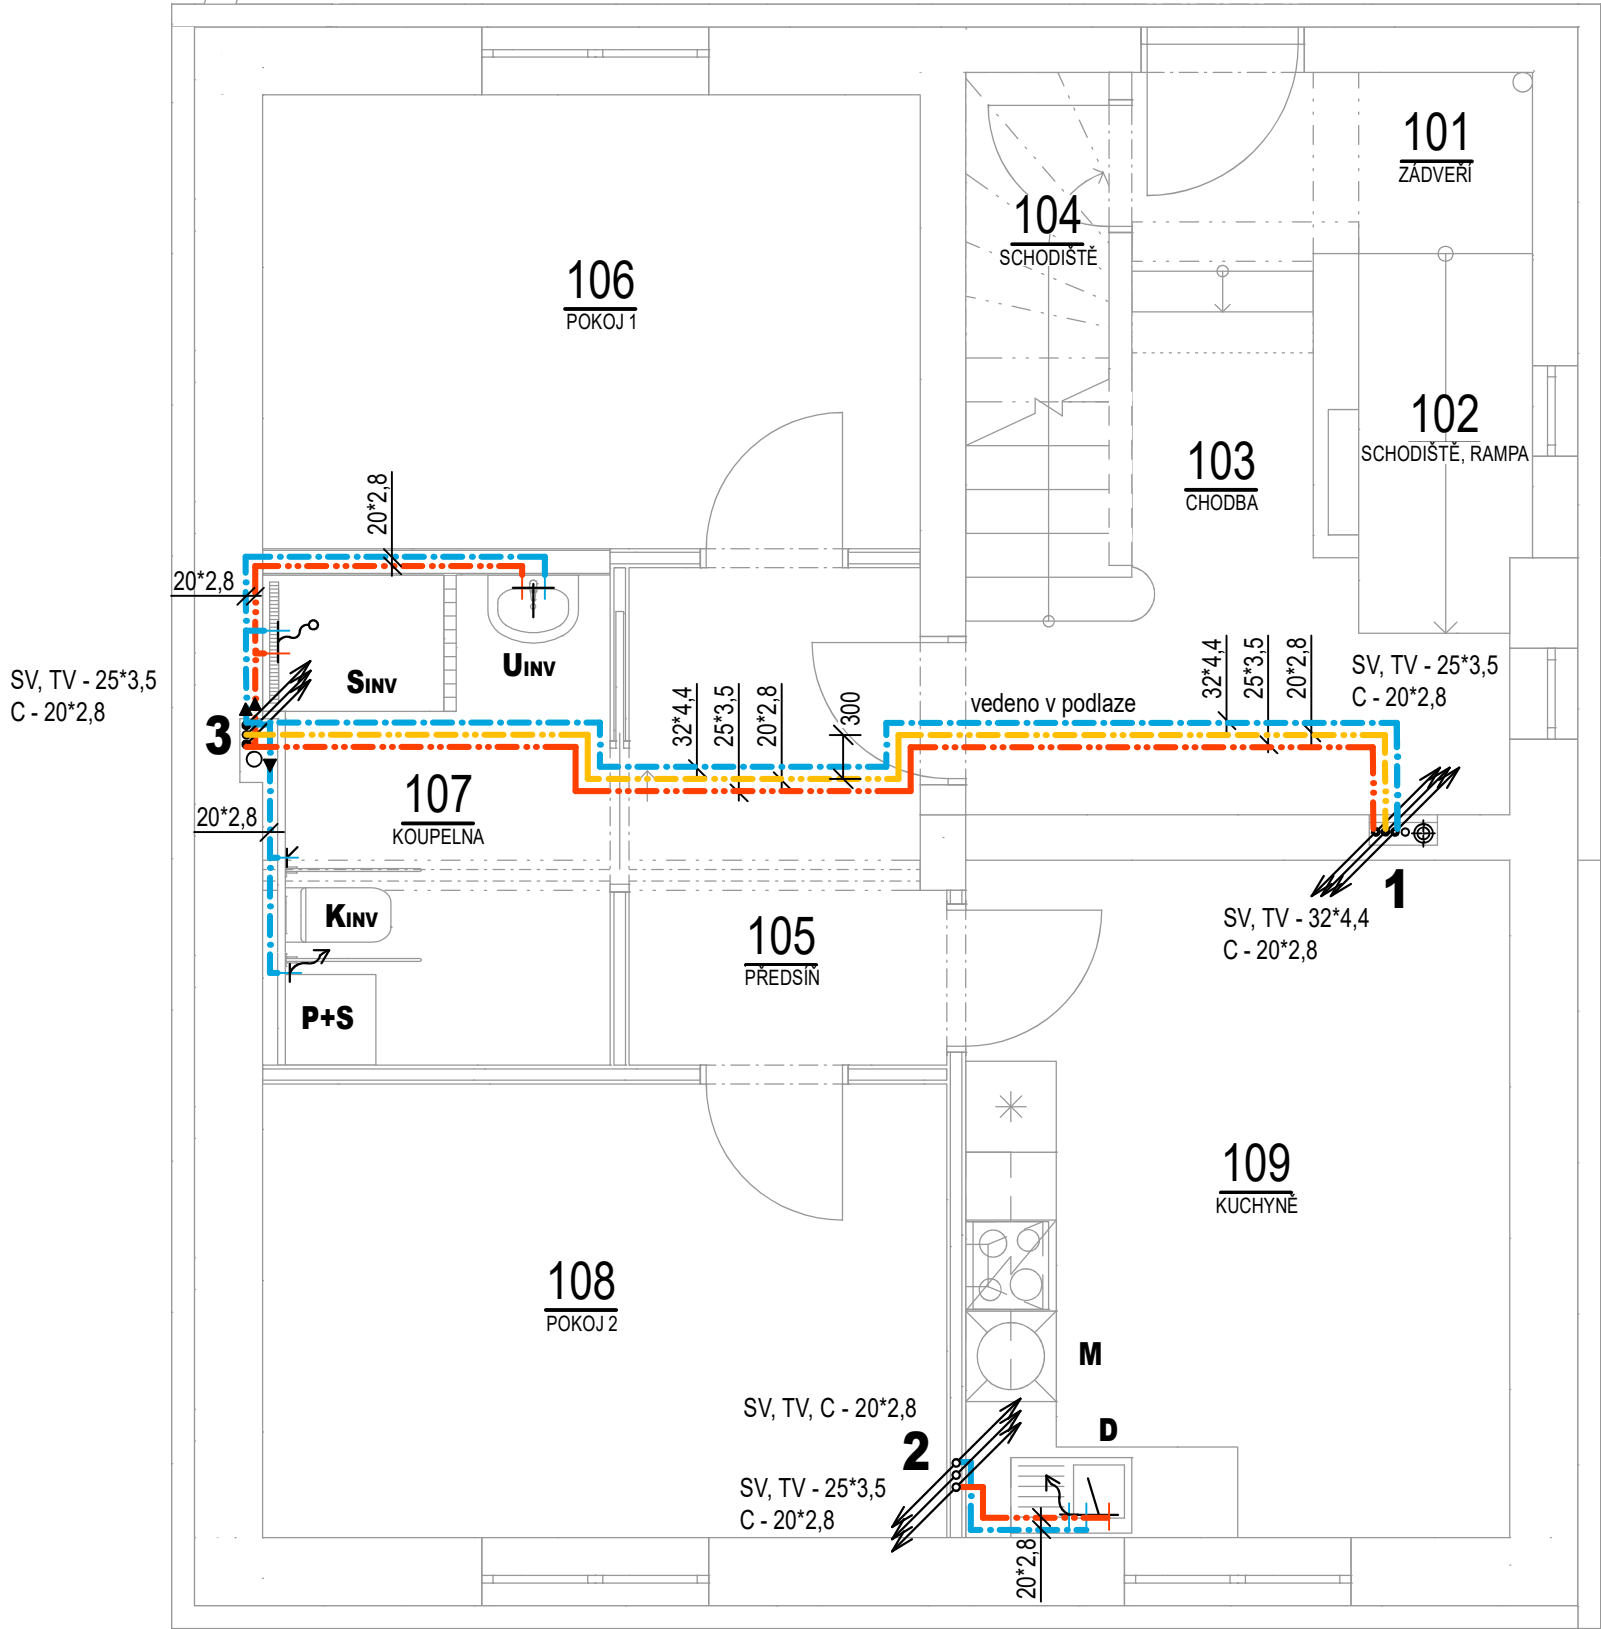 101
ZÁDVEŘÍ
104
SCHODIŠTĚ
106
POKOJ 1
102
SCHODIŠTĚ, RAMPA
103
CHODBA
20*2,8
20*2,8
SV, TV - 25*3,5
C - 20*2,8
3
SINV
UINV
32*4,4
25*3,5
20*2,8
300
vedeno v podlaze
32*4,4
25*3,5
20*2,8
SV, TV - 25*3,5
C - 20*2,8
107
KOUPELNA
20*2,8
1
SV, TV - 32*4,4
C - 20*2,8
KINV
105
PŘEDSÍŇ
P+S
109
KUCHYNĚ
108
POKOJ 2
M
SV, TV, C - 20*2,8
D
2
SV, TV - 25*3,5
C - 20*2,8
20*2,8